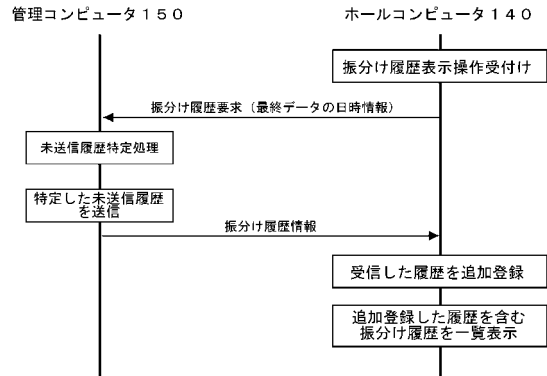 管理コンピュータ１５０
ホールコンピュータ１４０
振分け履歴表示操作受付け
振分け履歴要求（最終データの日時情報）
未送信履歴特定処理
特定した未送信履歴
を送信
振分け履歴情報
受信した履歴を追加登録
追加登録した履歴を含む
振分け履歴を一覧表示